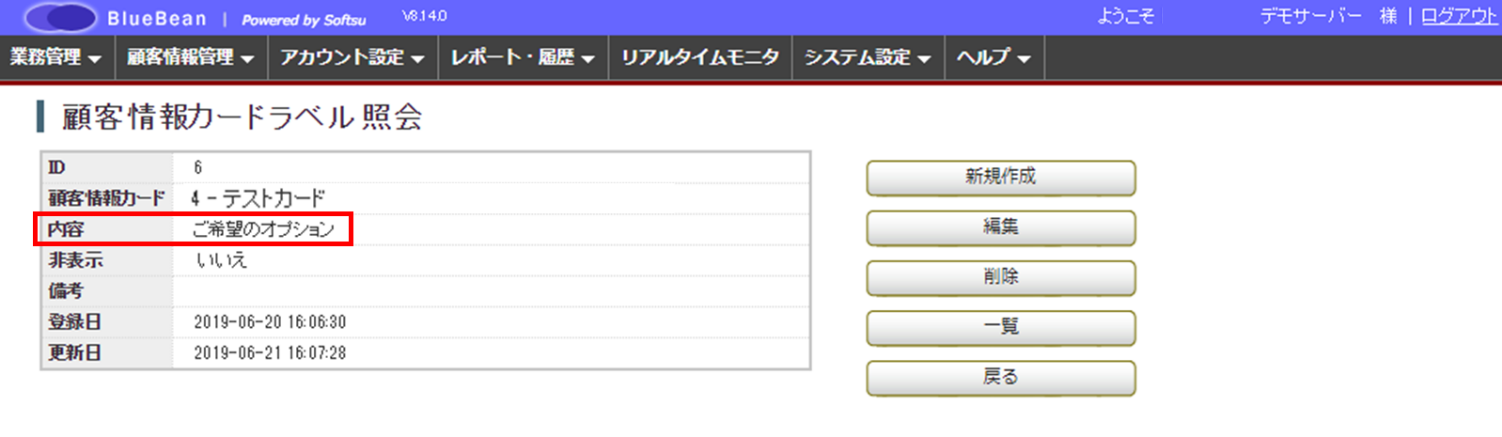 BlueBean | Powered by Softsu V8.14.0 ようこそ デモサーバー 様 | ログアウト
業務管理 ▼ 顧客情報管理 ▼ アカウント設定 ▼ レポート・履歴 ▼ リアルタイムモニタ システム設定 ▼ ヘルプ ▼
顧客情報カードラベル照会
ID 6
顧客情報カード 4 - テストカード
内容 ご希望のオプション
非表示 いいえ
備考
登録日 2019-06-20 16:06:30
更新日 2019-06-21 16:07:28
新規作成
編集
削除
一覧
戻る